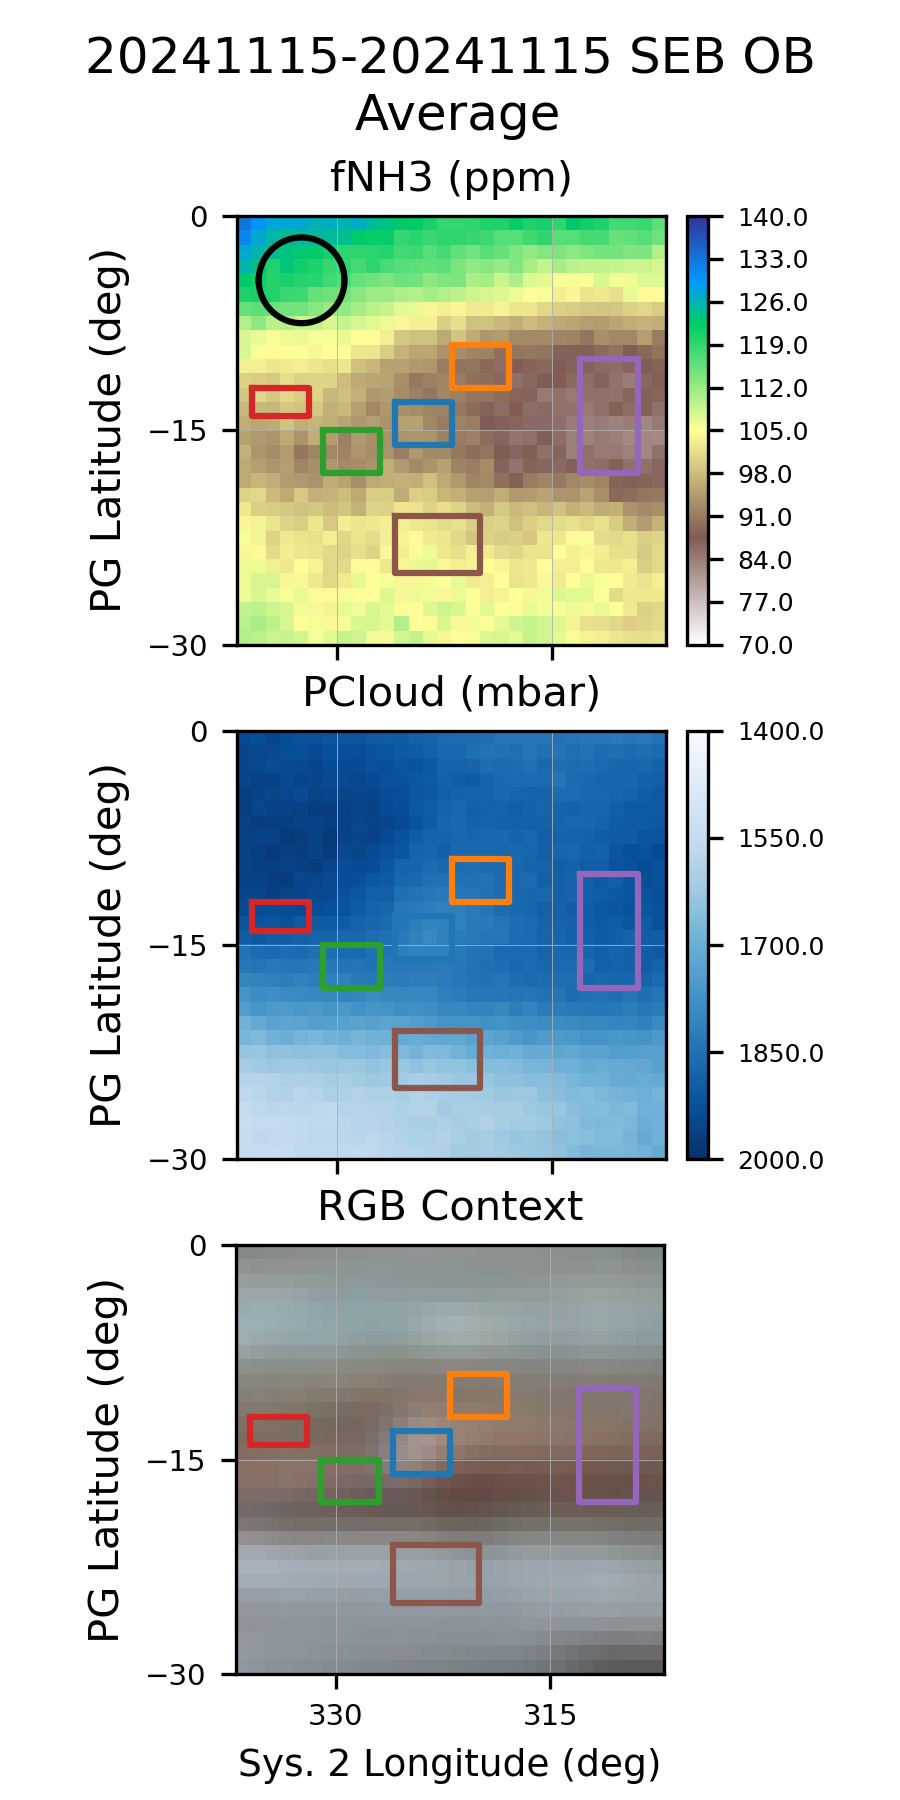 20241115-20241115 SEB OB
Average
fNH3 (ppm)
0
−15
−30
PG Latitude (deg)
140.0
133.0
126.0
119.0
112.0
105.0
98.0
91.0
84.0
77.0
70.0
PCloud (mbar)
0
−15
−30
PG Latitude (deg)
1400.0
1550.0
1700.0
1850.0
2000.0
RGB Context
0
−15
−30
PG Latitude (deg)
330 315
Sys. 2 Longitude (deg)